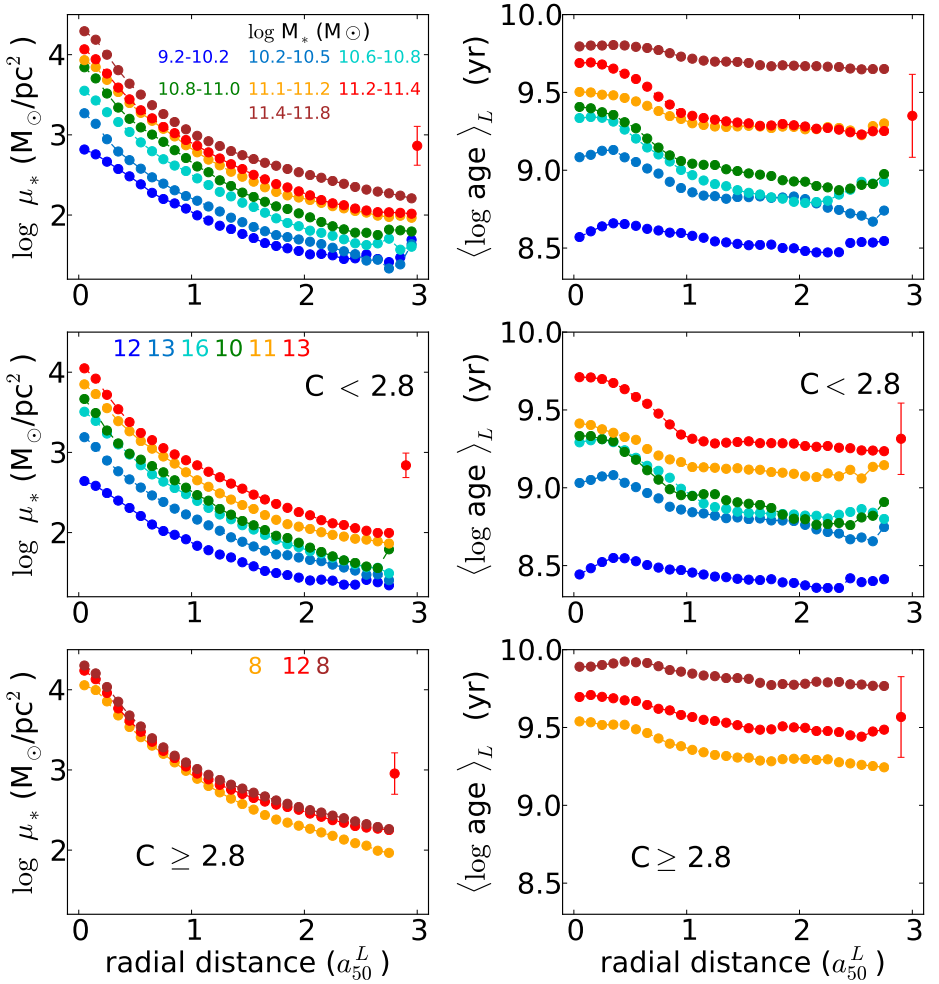 log M* (M⊙)
9.2-10.2 10.2-10.5 10.6-10.8
10.8-11.0 11.1-11.2 11.2-11.4
11.4-11.8
log μ* (M⊙/pc²)
4
3
2
0 1 2 3
⟨log age⟩L (yr)
10.0
9.5
9.0
8.5
0 1 2 3
12 13 16 10 11 13
C < 2.8
log μ* (M⊙/pc²)
4
3
2
0 1 2 3
C < 2.8
⟨log age⟩L (yr)
10.0
9.5
9.0
8.5
0 1 2 3
8 12 8
C ≥ 2.8
log μ* (M⊙/pc²)
4
3
2
0 1 2 3
radial distance (a₅₀ᴸ)
C ≥ 2.8
⟨log age⟩L (yr)
10.0
9.5
9.0
8.5
0 1 2 3
radial distance (a₅₀ᴸ)